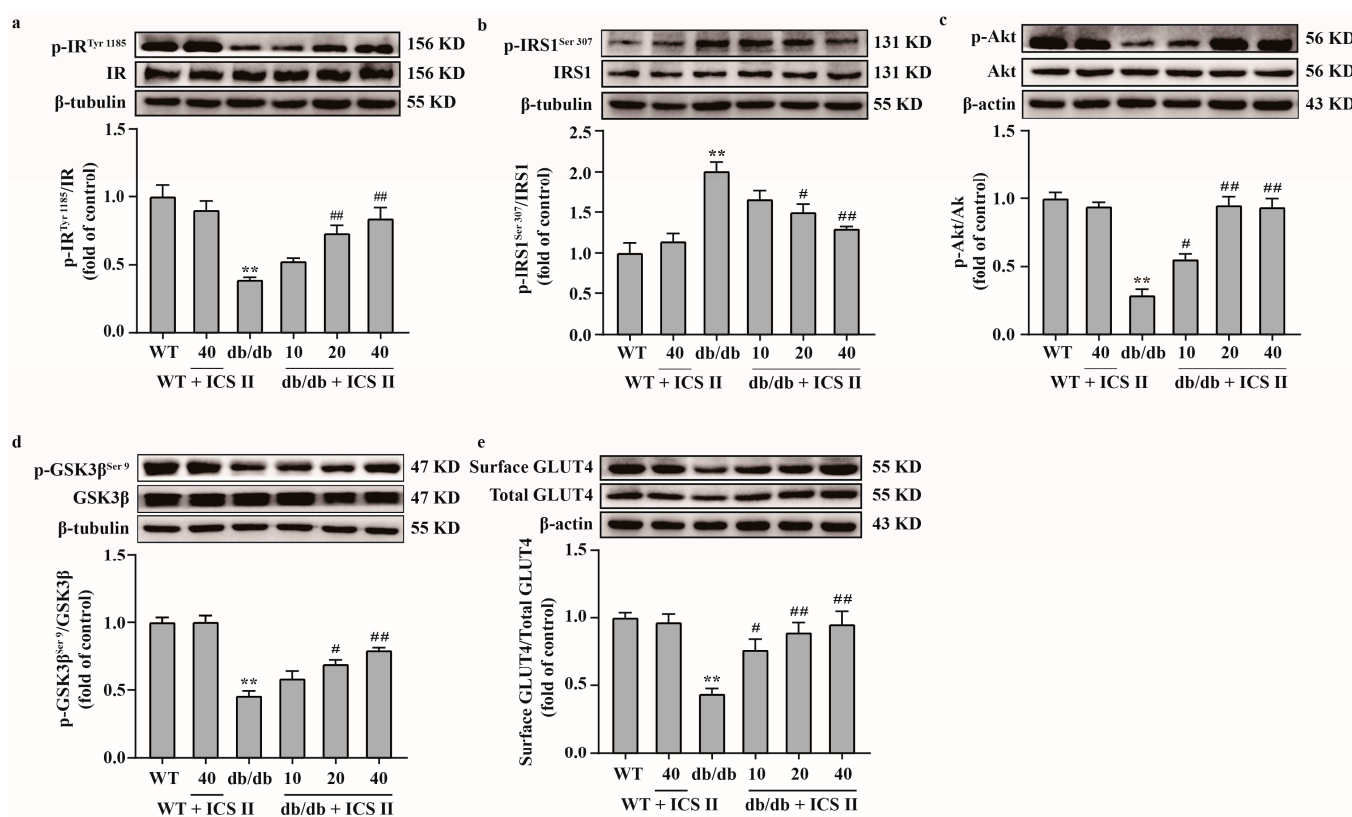 a
p-IRTyr 1185 156 KD
IR 156 KD
β-tubulin 55 KD
p-IRTyr 1185/IR
(fold of control)
1.5
1.0
0.5
0.0
** ## ##
WT 40 db/db 10 20 40
WT + ICS II db/db + ICS II
b
p-IRS1Ser 307 131 KD
IRS1 131 KD
β-tubulin 55 KD
p-IRS1Ser 307/IRS1
(fold of control)
2.5
2.0
1.5
1.0
0.5
0.0
** # ##
WT 40 db/db 10 20 40
WT + ICS II db/db + ICS II
c
p-Akt 56 KD
Akt 56 KD
β-actin 43 KD
p-Akt/Ak
(fold of control)
1.5
1.0
0.5
0.0
** # ## ##
WT 40 db/db 10 20 40
WT + ICS II db/db + ICS II
d
p-GSK3βSer 9 47 KD
GSK3β 47 KD
β-tubulin 55 KD
p-GSK3βSer 9/GSK3β
(fold of control)
1.5
1.0
0.5
0.0
** # ##
WT 40 db/db 10 20 40
WT + ICS II db/db + ICS II
e
Surface GLUT4 55 KD
Total GLUT4 55 KD
β-actin 43 KD
Surface GLUT4/Total GLUT4
(fold of control)
1.5
1.0
0.5
0.0
** # ## ##
WT 40 db/db 10 20 40
WT + ICS II db/db + ICS II